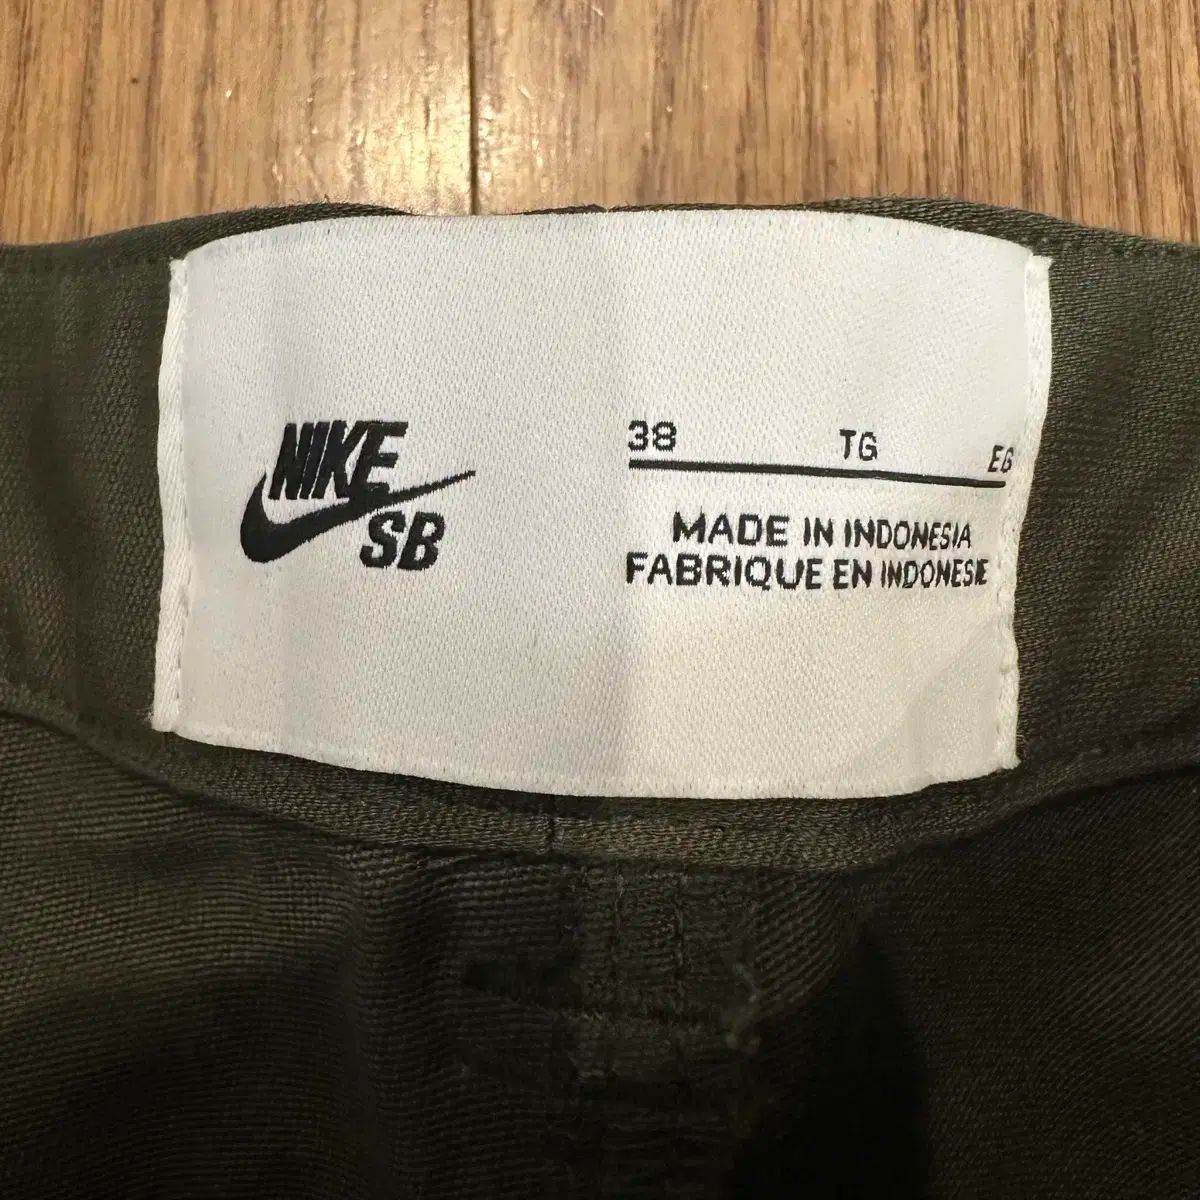 NIKE
SB
38 TG EG
MADE IN INDONESIA
FABRIQUE EN INDONESIE